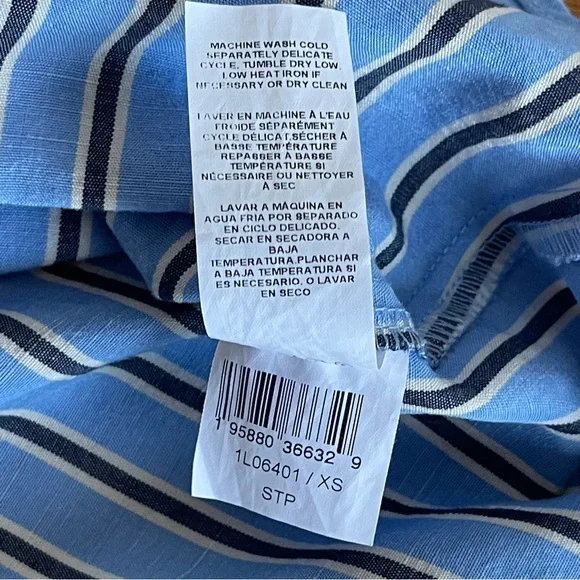 MACHINE WASH COLD
SEPARATELY DELICATE
CYCLE. TUMBLE DRY LOW.
LOW HEAT IRON IF
NECESSARY OR DRY CLEAN
LAVER EN MACHINE À L'EAU
FROIDE SÉPARÉMENT
CYCLE DÉLICAT.SÉCHER À
BASSE TEMPÉRATURE
REPASSER À BASSE
TEMPÉRATURE SI
NÉCESSAIRE OU NETTOYER
À SEC
LAVAR A MÁQUINA EN
AGUA FRIA POR SEPARADO
EN CICLO DELICADO.
SECAR EN SECADORA A
BAJA
TEMPERATURA.PLANCHAR
A BAJA TEMPERATURA SI
ES NECESARIO. O LAVAR
EN SECO
1 95880 36632 9
1L06401 / XS
STP